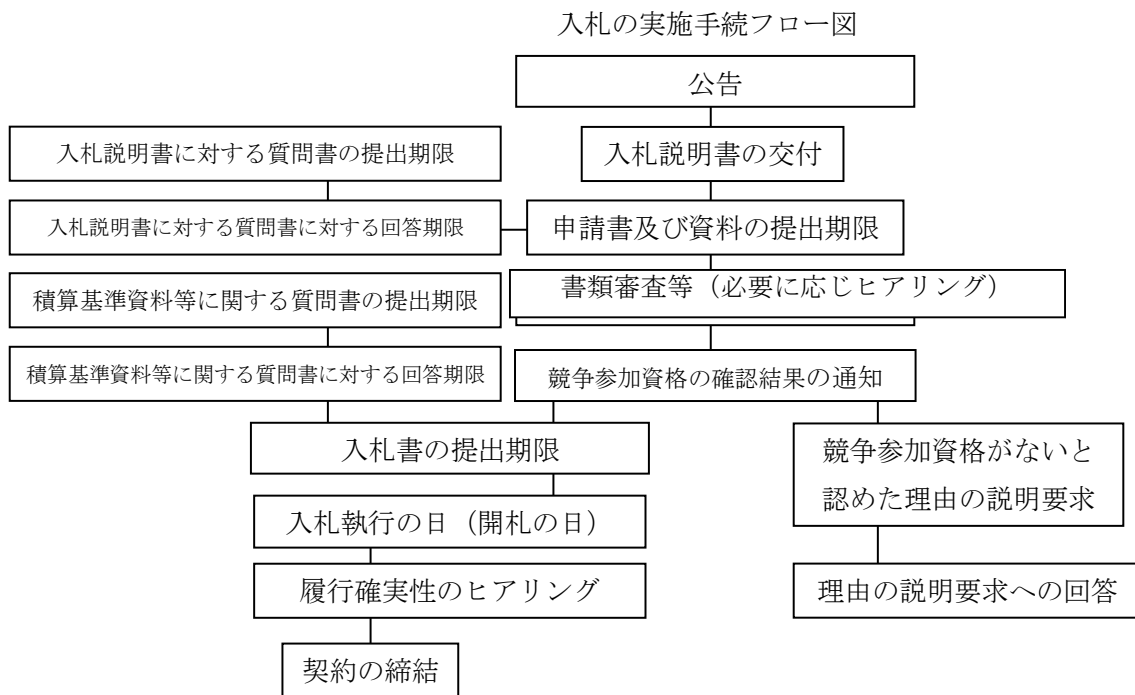 入札の実施手続フロー図
公告
入札説明書に対する質問書の提出期限
入札説明書の交付
入札説明書に対する質問書に対する回答期限
申請書及び資料の提出期限
積算基準資料等に関する質問書の提出期限
書類審査等（必要に応じヒアリング）
積算基準資料等に関する質問書に対する回答期限
競争参加資格の確認結果の通知
入札書の提出期限
競争参加資格がないと
認めた理由の説明要求
入札執行の日（開札の日）
履行確実性のヒアリング
理由の説明要求への回答
契約の締結